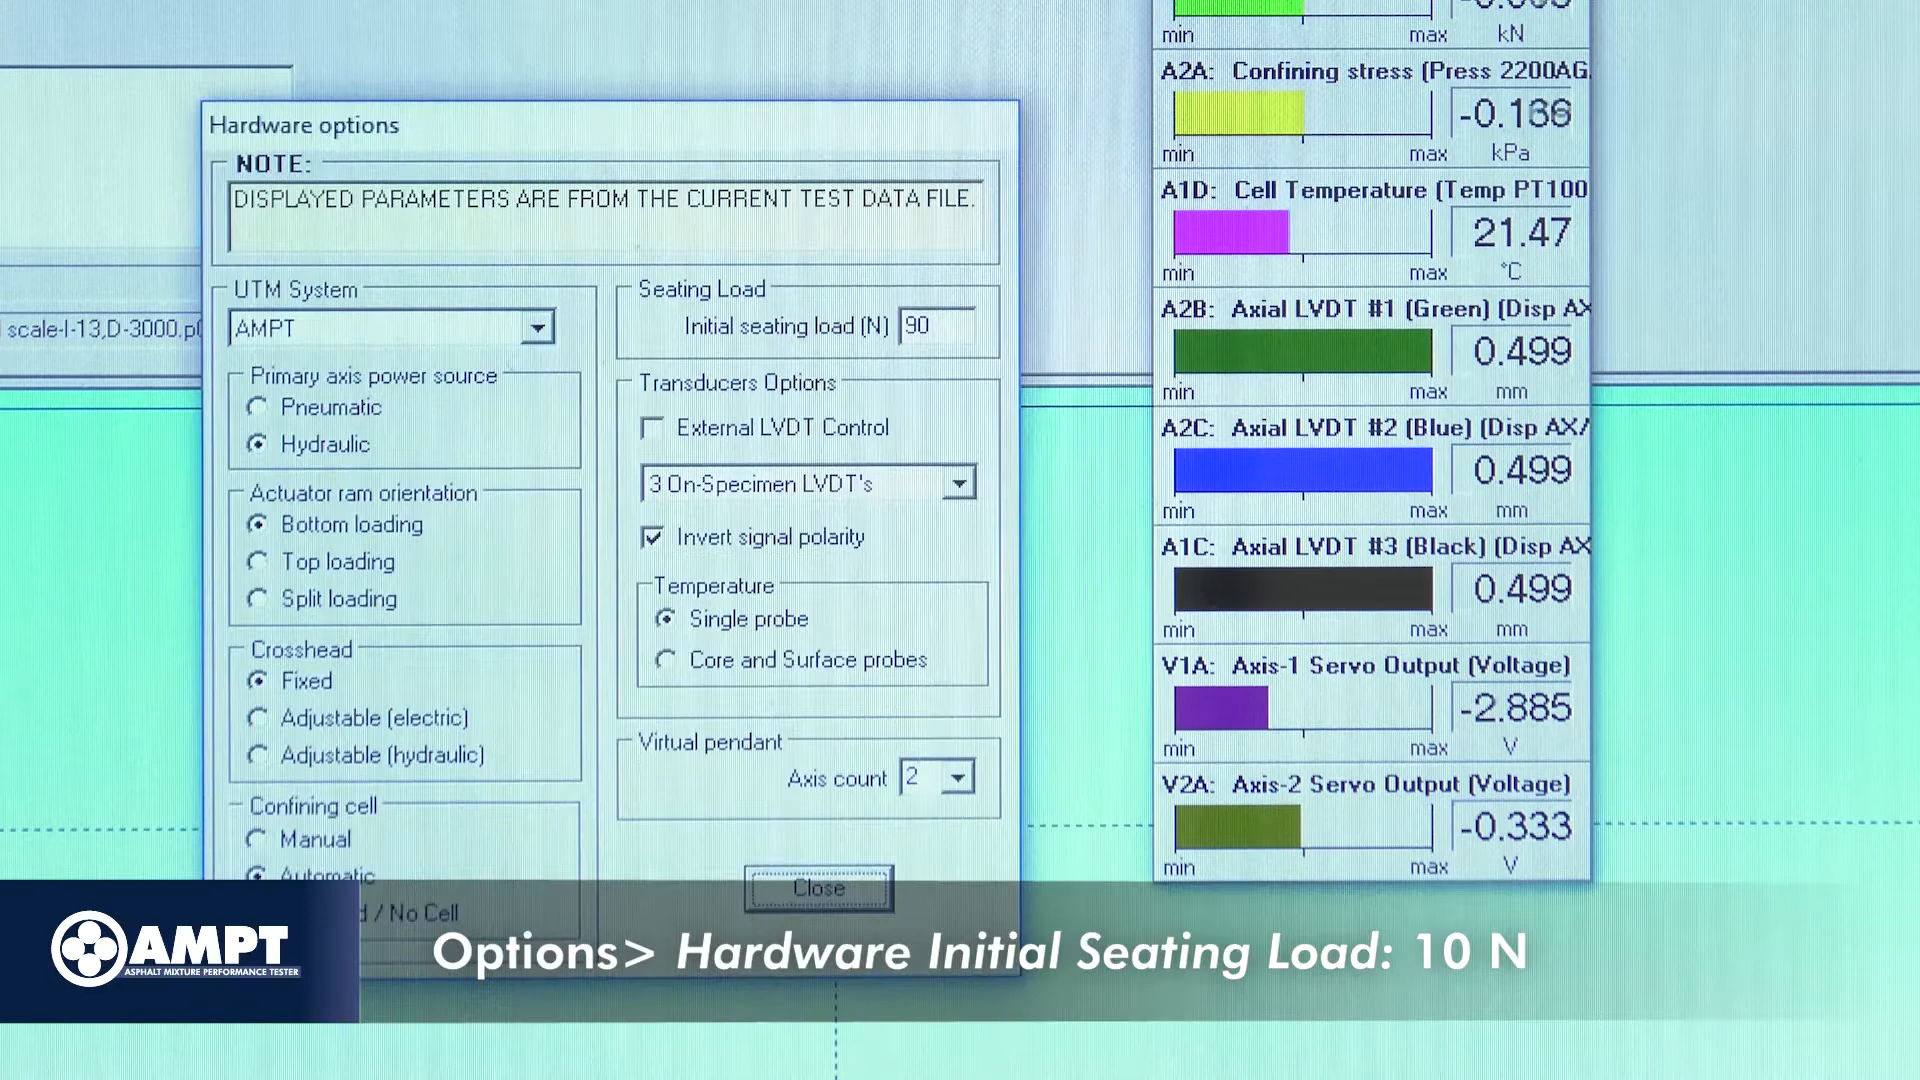 Hardware options
NOTE:
DISPLAYED PARAMETERS ARE FROM THE CURRENT TEST DATA FILE.
scale-I-13,D-3000.p
UTM System
AMPT
Primary axis power source
Pneumatic
Hydraulic
Actuator ram orientation
Bottom loading
Top loading
Split loading
Crosshead
Fixed
Adjustable (electric)
Adjustable (hydraulic)
Confining cell
Manual
Automatic
/ No Cell
Seating Load
Initial seating load (N) 90
Transducers Options
External LVDT Control
3 On-Specimen LVDT's
Invert signal polarity
Temperature
Single probe
Core and Surface probes
Virtual pendant
Axis count 2
Close
min max kN
A2A: Confining stress (Press 2200AG
min max kPa
A1D: Cell Temperature (Temp PT100
21.47
min max °C
A2B: Axial LVDT #1 (Green) (Disp AX
0.499
min max mm
A2C: Axial LVDT #2 (Blue) (Disp AX/
0.499
min max mm
A1C: Axial LVDT #3 (Black) (Disp AX
0.499
min max mm
V1A: Axis-1 Servo Output (Voltage)
-2.885
min max V
V2A: Axis-2 Servo Output (Voltage)
-0.333
min max V
AMPT
ASPHALT MIXTURE PERFORMANCE TESTER
Options> Hardware Initial Seating Load: 10 N